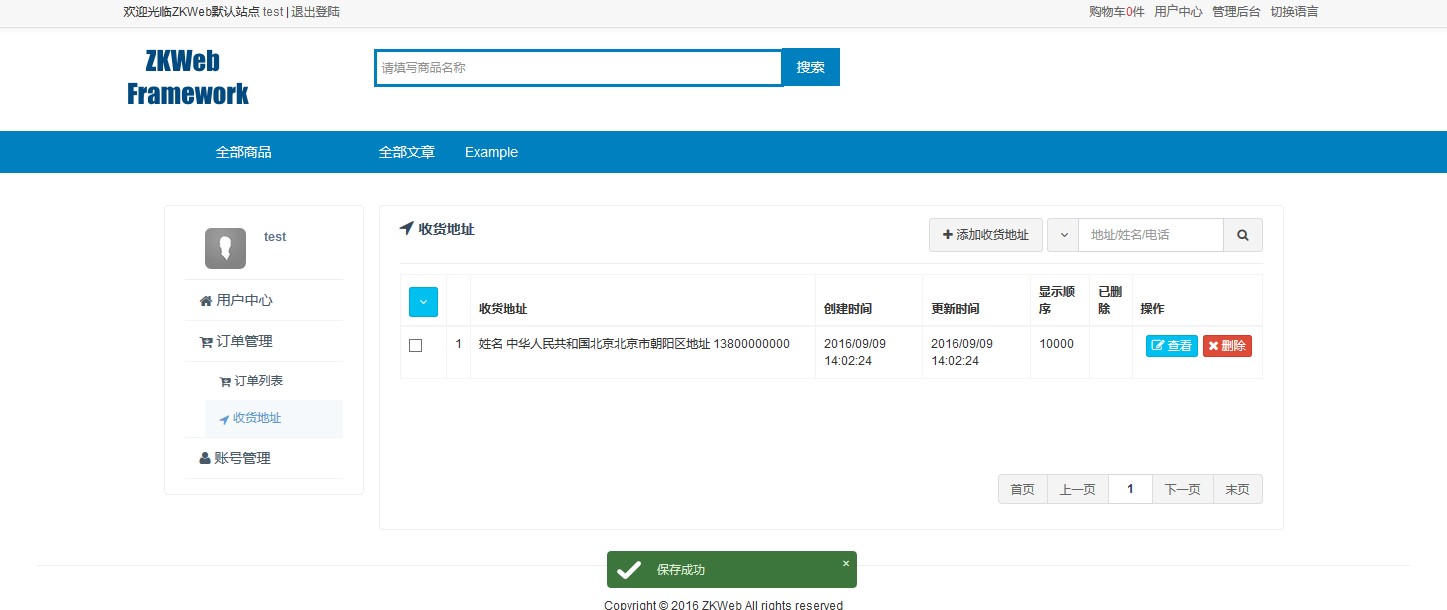 欢迎光临ZKWeb默认站点 test | 退出登陆
购物车0件 用户中心 管理后台 切换语言
ZKWeb
Framework
请填写商品名称
搜索
全部商品 全部文章 Example
test
用户中心
订单管理
订单列表
收货地址
账号管理
收货地址
添加收货地址
地址/姓名/电话
收货地址 创建时间 更新时间 显示顺序 已删除 操作
1 姓名 中华人民共和国北京北京市朝阳区地址 13800000000 2016/09/09 14:02:24 2016/09/09 14:02:24 10000 查看 删除
首页 上一页 1 下一页 末页
保存成功 ×
Copyright © 2016 ZKWeb All rights reserved